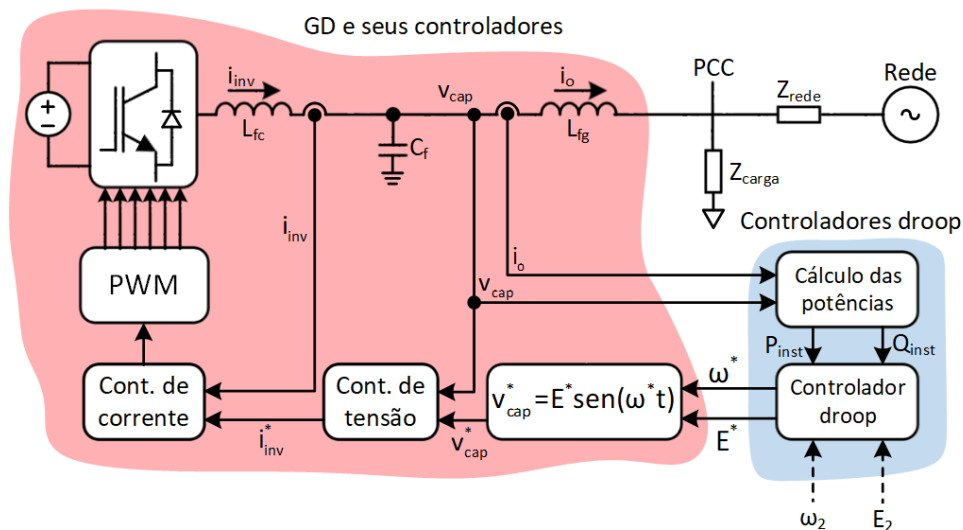 GD e seus controladores
i_inv
L_fc
v_cap
C_f
i_o
L_fg
PCC
Z_rede
Rede
Z_carga
Controladores droop
i_inv
i_o
v_cap
PWM
Cálculo das
potências
P_inst
Q_inst
Cont. de
corrente
i*_inv
Cont. de
tensão
v*_cap
v*_cap=E*sen(ω*t)
ω*
E*
Controlador
droop
ω_2
E_2